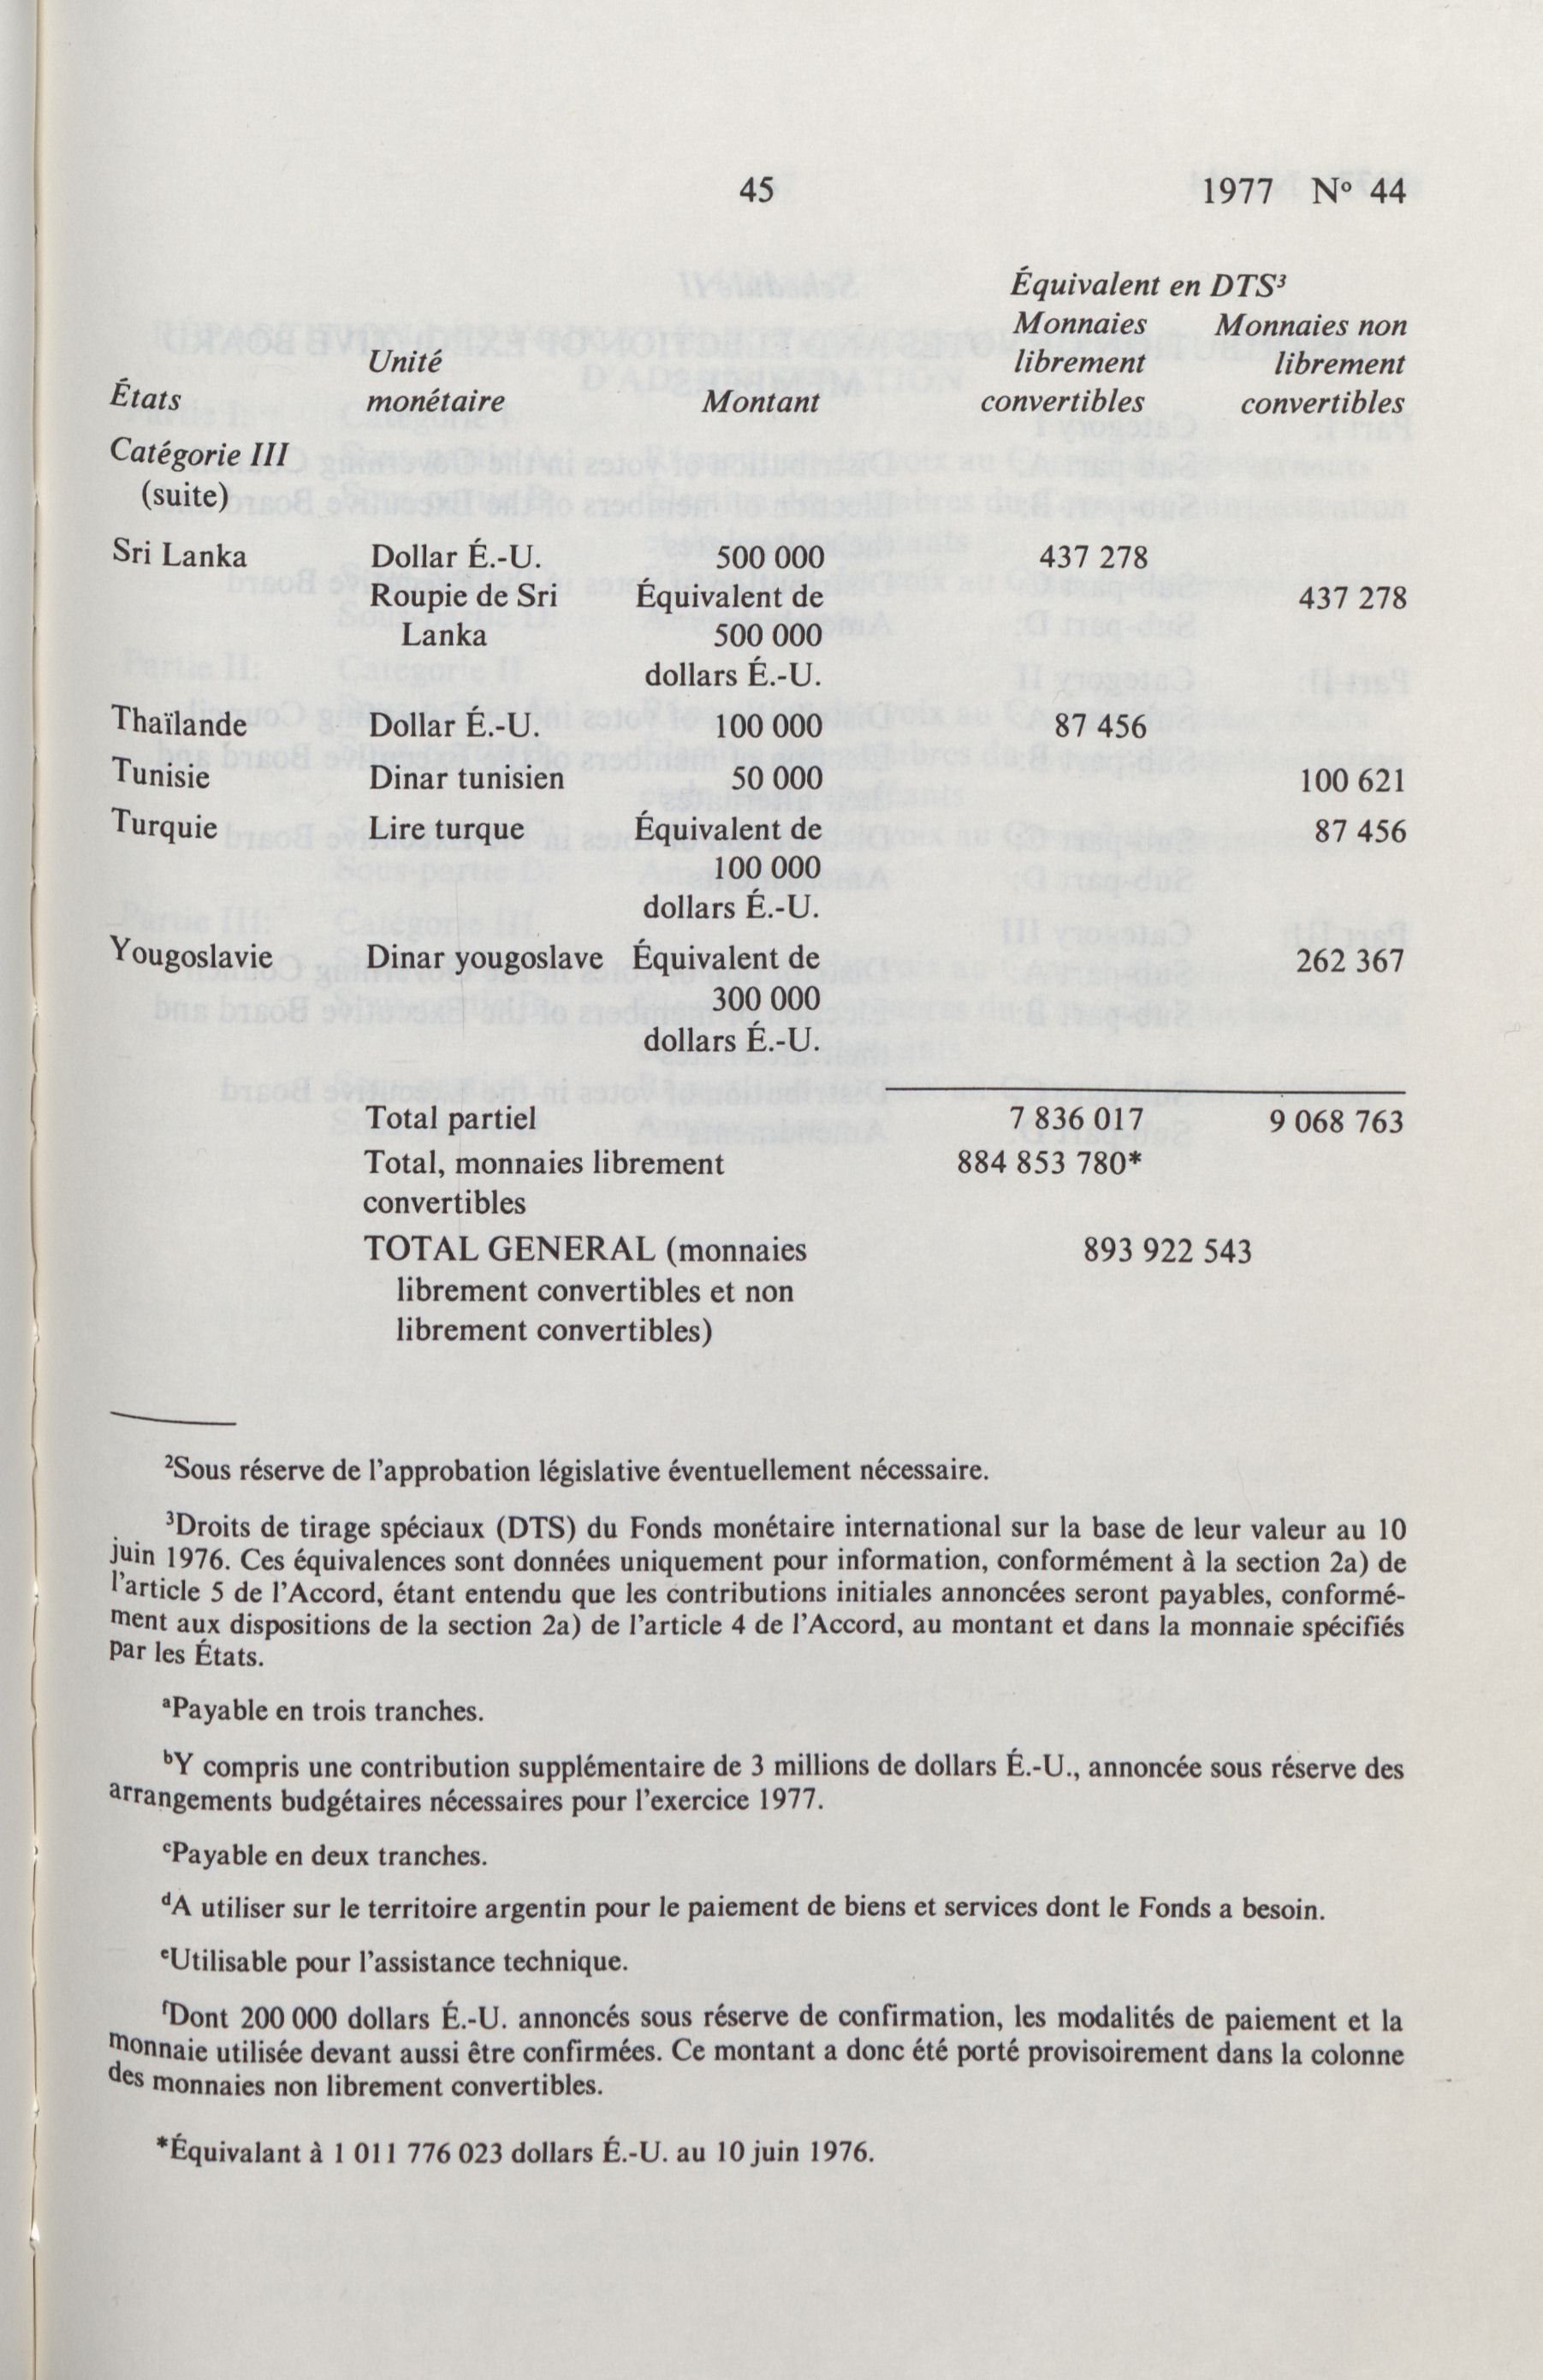 45 1977 Nº 44
Équivalent en DTS³
Monnaies Monnaies non
Unité librement librement
États monétaire Montant convertibles convertibles
Catégorie III
(suite)
Sri Lanka Dollar É.-U. 500 000 437 278
Roupie de Sri Équivalent de 437 278
Lanka 500 000
dollars É.-U.
Thaïlande Dollar É.-U. 100 000 87 456
Tunisie Dinar tunisien 50 000 100 621
Turquie Lire turque Équivalent de 87 456
100 000
dollars É.-U.
Yougoslavie Dinar yougoslave Équivalent de 262 367
300 000
dollars É.-U.
Total partiel 7 836 017 9 068 763
Total, monnaies librement 884 853 780*
convertibles
TOTAL GENERAL (monnaies 893 922 543
librement convertibles et non
librement convertibles)
²Sous réserve de l'approbation législative éventuellement nécessaire.
³Droits de tirage spéciaux (DTS) du Fonds monétaire international sur la base de leur valeur au 10
juin 1976. Ces équivalences sont données uniquement pour information, conformément à la section 2a) de
l'article 5 de l'Accord, étant entendu que les contributions initiales annoncées seront payables, conformé-
ment aux dispositions de la section 2a) de l'article 4 de l'Accord, au montant et dans la monnaie spécifiés
par les États.
ᵃPayable en trois tranches.
ᵇY compris une contribution supplémentaire de 3 millions de dollars É.-U., annoncée sous réserve des
arrangements budgétaires nécessaires pour l'exercice 1977.
ᶜPayable en deux tranches.
ᵈA utiliser sur le territoire argentin pour le paiement de biens et services dont le Fonds a besoin.
ᵉUtilisable pour l'assistance technique.
ᶠDont 200 000 dollars É.-U. annoncés sous réserve de confirmation, les modalités de paiement et la
monnaie utilisée devant aussi être confirmées. Ce montant a donc été porté provisoirement dans la colonne
des monnaies non librement convertibles.
*Équivalant à 1 011 776 023 dollars É.-U. au 10 juin 1976.